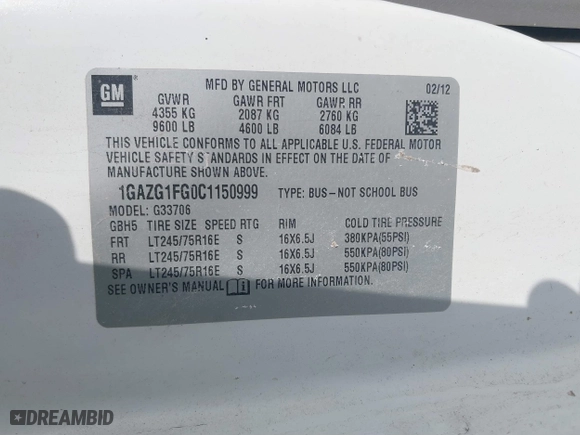 GM
MFD BY GENERAL MOTORS LLC
02/12
GVWR GAWR FRT GAWR RR
4355 KG 2087 KG 2760 KG
9600 LB 4600 LB 6084 LB
THIS VEHICLE CONFORMS TO ALL APPLICABLE U.S. FEDERAL MOTOR
VEHICLE SAFETY STANDARDS IN EFFECT ON THE DATE OF
MANUFACTURE SHOWN ABOVE.
1GAZG1FG0C1150999 TYPE: BUS-NOT SCHOOL BUS
MODEL: G33706
GBH5 TIRE SIZE SPEED RTG RIM COLD TIRE PRESSURE
FRT LT245/75R16E S 16X6.5J 380KPA(55PSI)
RR LT245/75R16E S 16X6.5J 550KPA(80PSI)
SPA LT245/75R16E S 16X6.5J 550KPA(80PSI)
SEE OWNER'S MANUAL FOR MORE INFORMATION.
DREAMBID